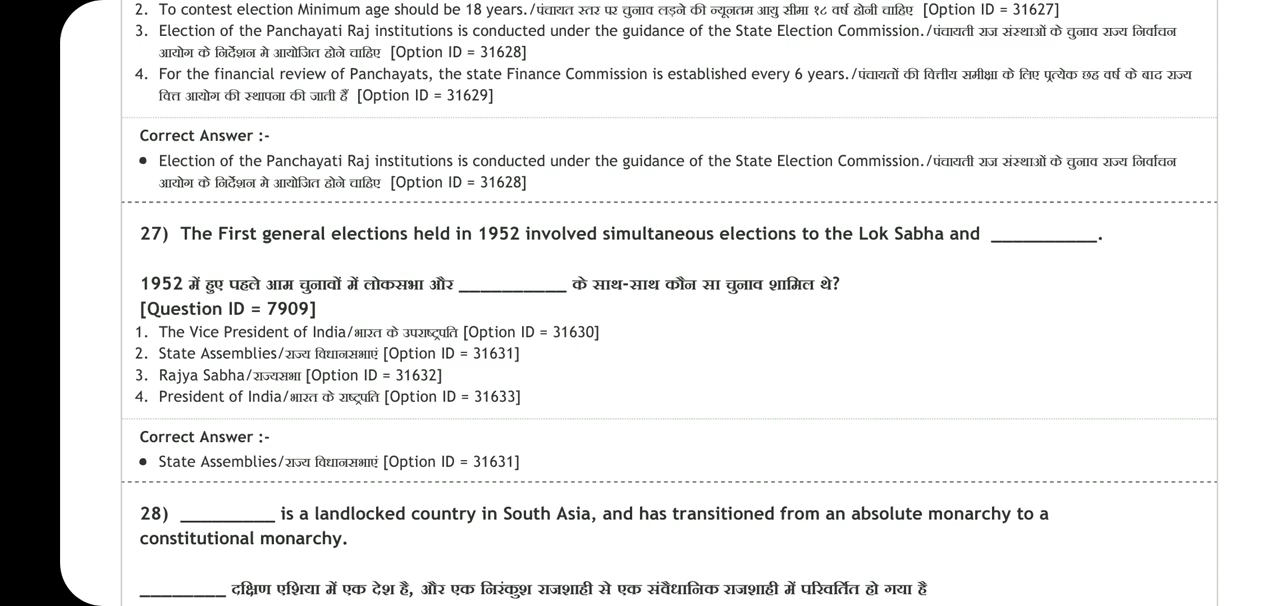 2. To contest election Minimum age should be 18 years./पंचायत स्तर पर चुनाव लड़ने की न्यूनतम आयु सीमा १८ वर्ष होनी चाहिए [Option ID = 31627]
3. Election of the Panchayati Raj institutions is conducted under the guidance of the State Election Commission./पंचायती राज संस्थाओं के चुनाव राज्य निर्वाचन
आयोग के निर्देशन मे आयोजित होने चाहिए [Option ID = 31628]
4. For the financial review of Panchayats, the state Finance Commission is established every 6 years./पंचायतों की वित्तीय समीक्षा के लिए प्रत्येक छह वर्ष के बाद राज्य
वित्त आयोग की स्थापना की जाती हैं [Option ID = 31629]
Correct Answer :-
• Election of the Panchayati Raj institutions is conducted under the guidance of the State Election Commission./पंचायती राज संस्थाओं के चुनाव राज्य निर्वाचन
आयोग के निर्देशन मे आयोजित होने चाहिए [Option ID = 31628]
27) The First general elections held in 1952 involved simultaneous elections to the Lok Sabha and __________.
1952 में हुए पहले आम चुनावों में लोकसभा और __________ के साथ-साथ कौन सा चुनाव शामिल थे?
[Question ID = 7909]
1. The Vice President of India/भारत के उपराष्ट्रपति [Option ID = 31630]
2. State Assemblies/राज्य विधानसभाएं [Option ID = 31631]
3. Rajya Sabha/राज्यसभा [Option ID = 31632]
4. President of India/भारत के राष्ट्रपति [Option ID = 31633]
Correct Answer :-
• State Assemblies/राज्य विधानसभाएं [Option ID = 31631]
28) _________ is a landlocked country in South Asia, and has transitioned from an absolute monarchy to a
constitutional monarchy.
________ दक्षिण एशिया में एक देश है, और एक निरंकुश राजशाही से एक संवैधानिक राजशाही में परिवर्तित हो गया है